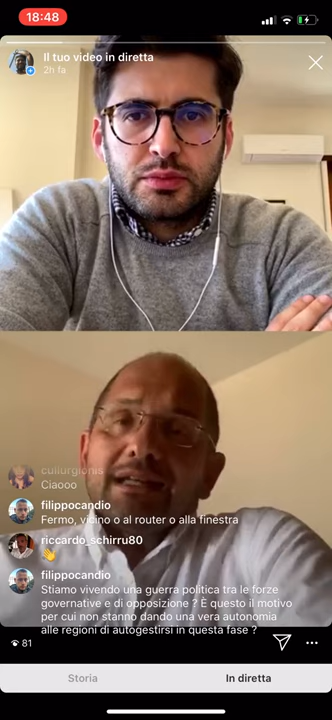 18:48
Il tuo video in diretta
2h fa
cullurgionis
Ciaooo
filippocandio
Fermo, vicino o al router o alla finestra
riccardo_schirru80
👋
filippocandio
Stiamo vivendo una guerra politica tra le forze
governative e di opposizione ? È questo il motivo
per cui non stanno dando una vera autonomia
alle regioni di autogestirsi in questa fase ?
81
Storia
In diretta